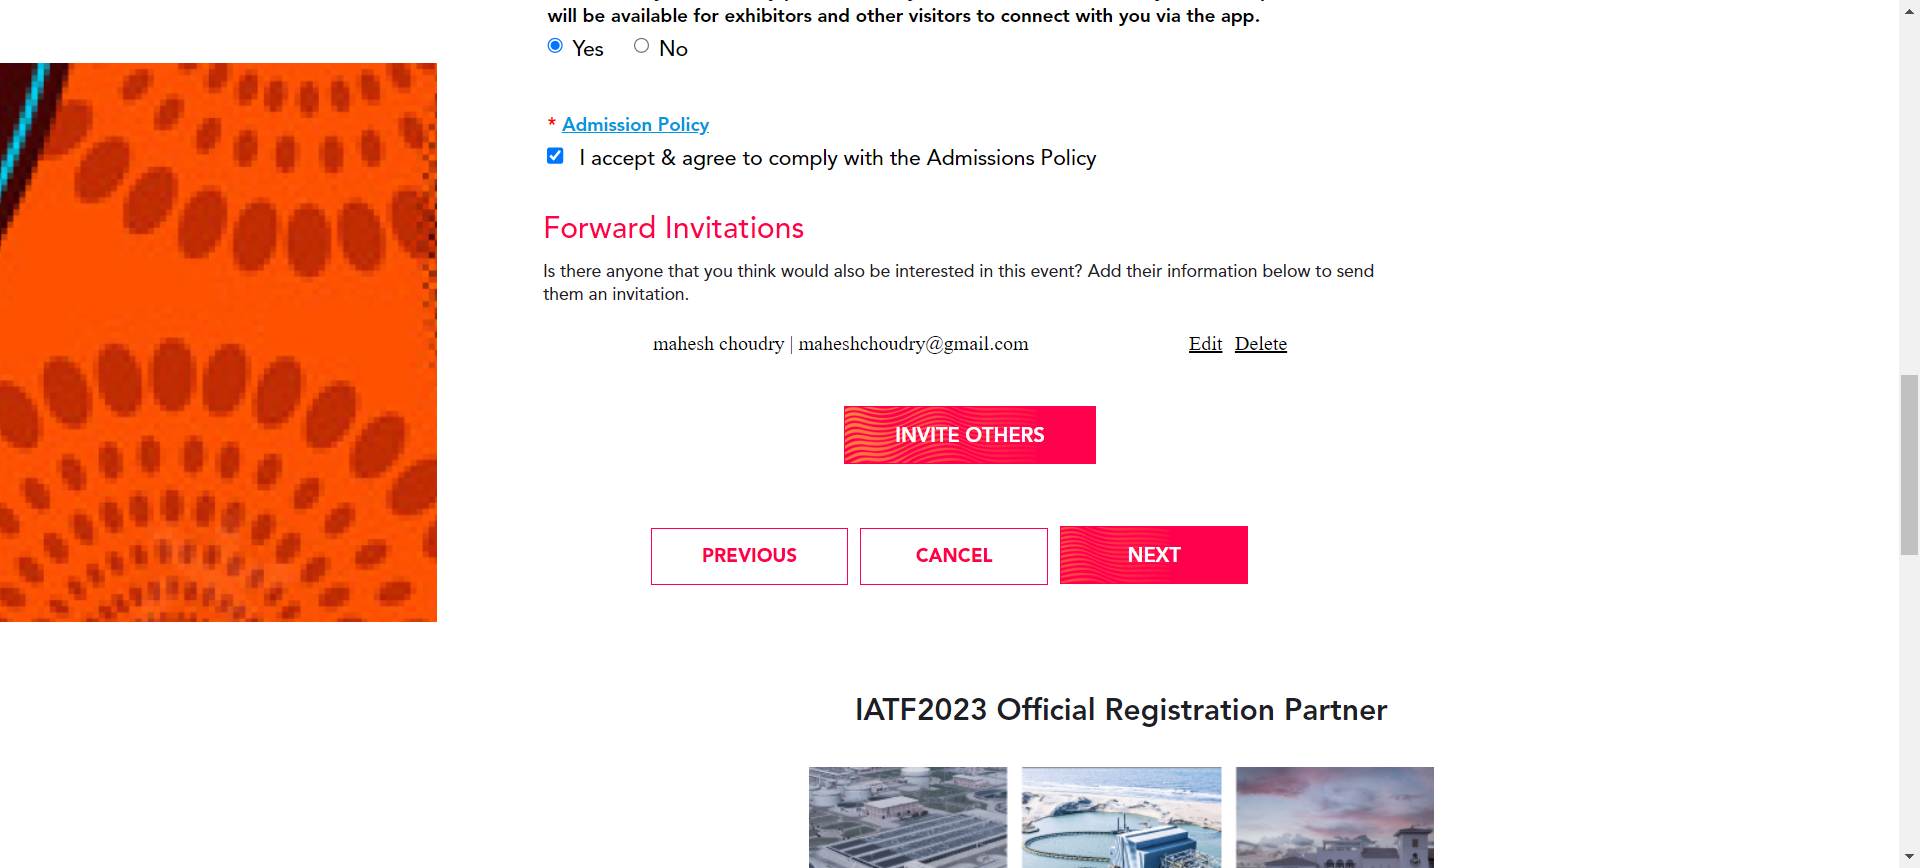 will be available for exhibitors and other visitors to connect with you via the app.
Yes No
* Admission Policy
I accept & agree to comply with the Admissions Policy
Forward Invitations
Is there anyone that you think would also be interested in this event? Add their information below to send
them an invitation.
mahesh choudry | maheshchoudry@gmail.com Edit Delete
INVITE OTHERS
PREVIOUS CANCEL NEXT
IATF2023 Official Registration Partner